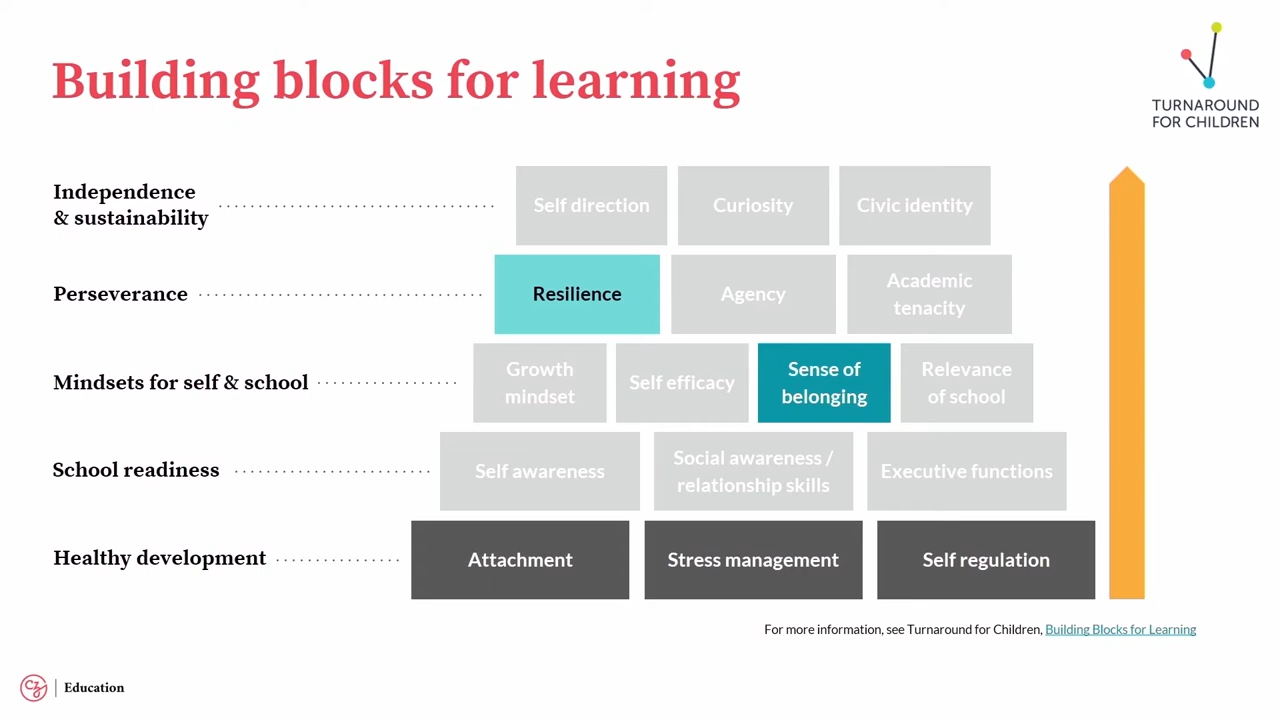 Building blocks for learning
TURNAROUND
FOR CHILDREN
Independence
& sustainability
Self direction
Curiosity
Civic identity
Perseverance
Resilience
Agency
Academic
tenacity
Mindsets for self & school
Growth
mindset
Self efficacy
Sense of
belonging
Relevance
of school
School readiness
Self awareness
Social awareness /
relationship skills
Executive functions
Healthy development
Attachment
Stress management
Self regulation
For more information, see Turnaround for Children, Building Blocks for Learning
CZI
Education